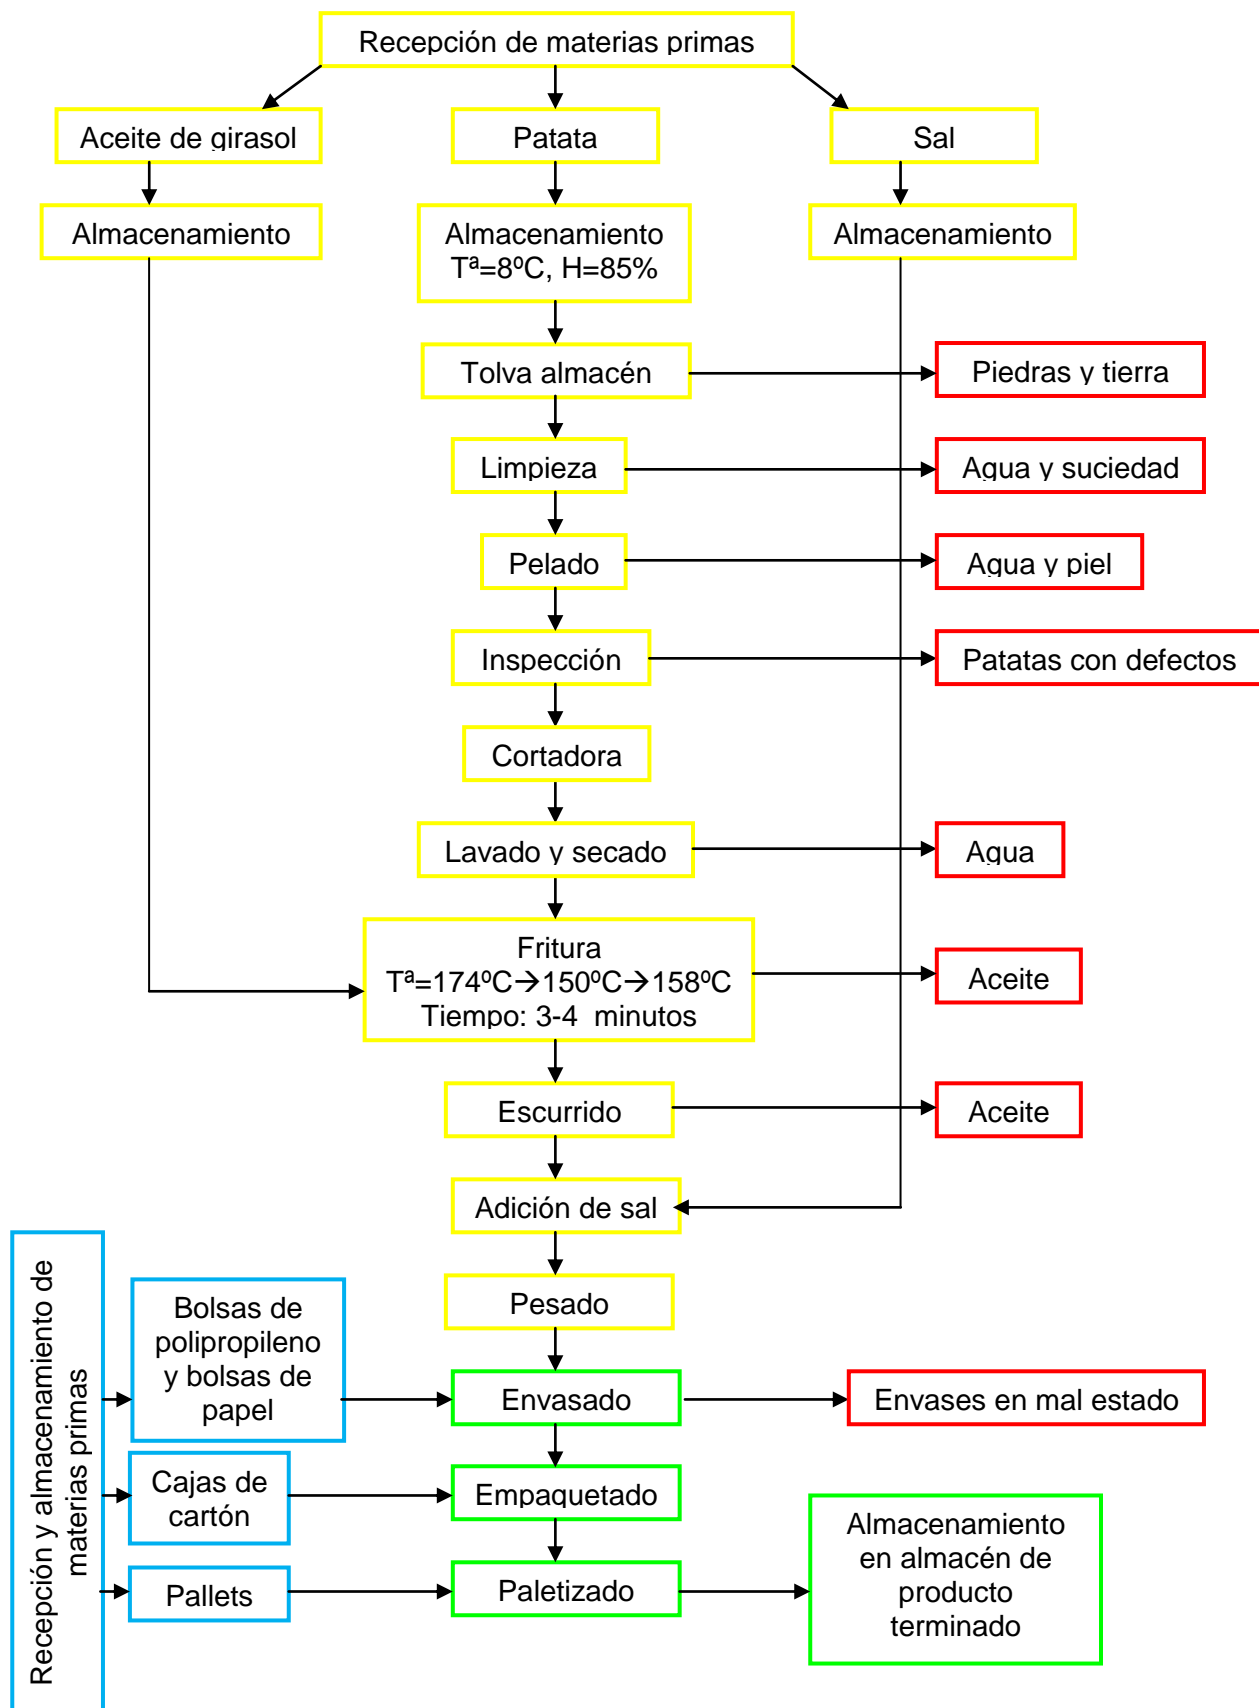 Recepción de materias primas
Aceite de girasol
Patata
Sal
Almacenamiento
Almacenamiento
Tª=8ºC, H=85%
Almacenamiento
Tolva almacén
Piedras y tierra
Limpieza
Agua y suciedad
Pelado
Agua y piel
Inspección
Patatas con defectos
Cortadora
Lavado y secado
Agua
Fritura
Tª=174ºC→150ºC→158ºC
Tiempo: 3-4 minutos
Aceite
Escurrido
Aceite
Adición de sal
Pesado
Recepción y almacenamiento de
materias primas
Bolsas de
polipropileno
y bolsas de
papel
Envasado
Envases en mal estado
Cajas de
cartón
Empaquetado
Pallets
Paletizado
Almacenamiento
en almacén de
producto
terminado